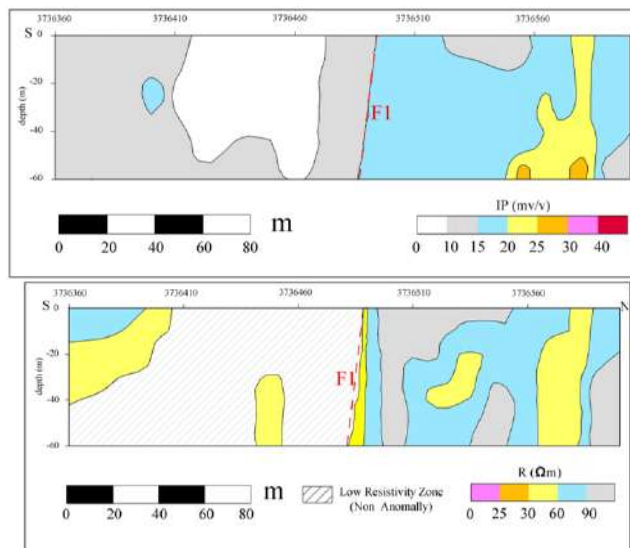 3736360 3736410 3736460 3736510 3736560
S 0
-20
depth (m)
-40
-60
F1
IP (mv/v)
m
0 20 40 60 80
0 10 15 20 25 30 40
3736360 3736410 3736460 3736510 3736560
S 0 N
-20
depth (m)
-40
-60
F1
R (Ωm)
m
Low Resistivity Zone
(Non Anomally)
0 20 40 60 80
0 25 30 60 90